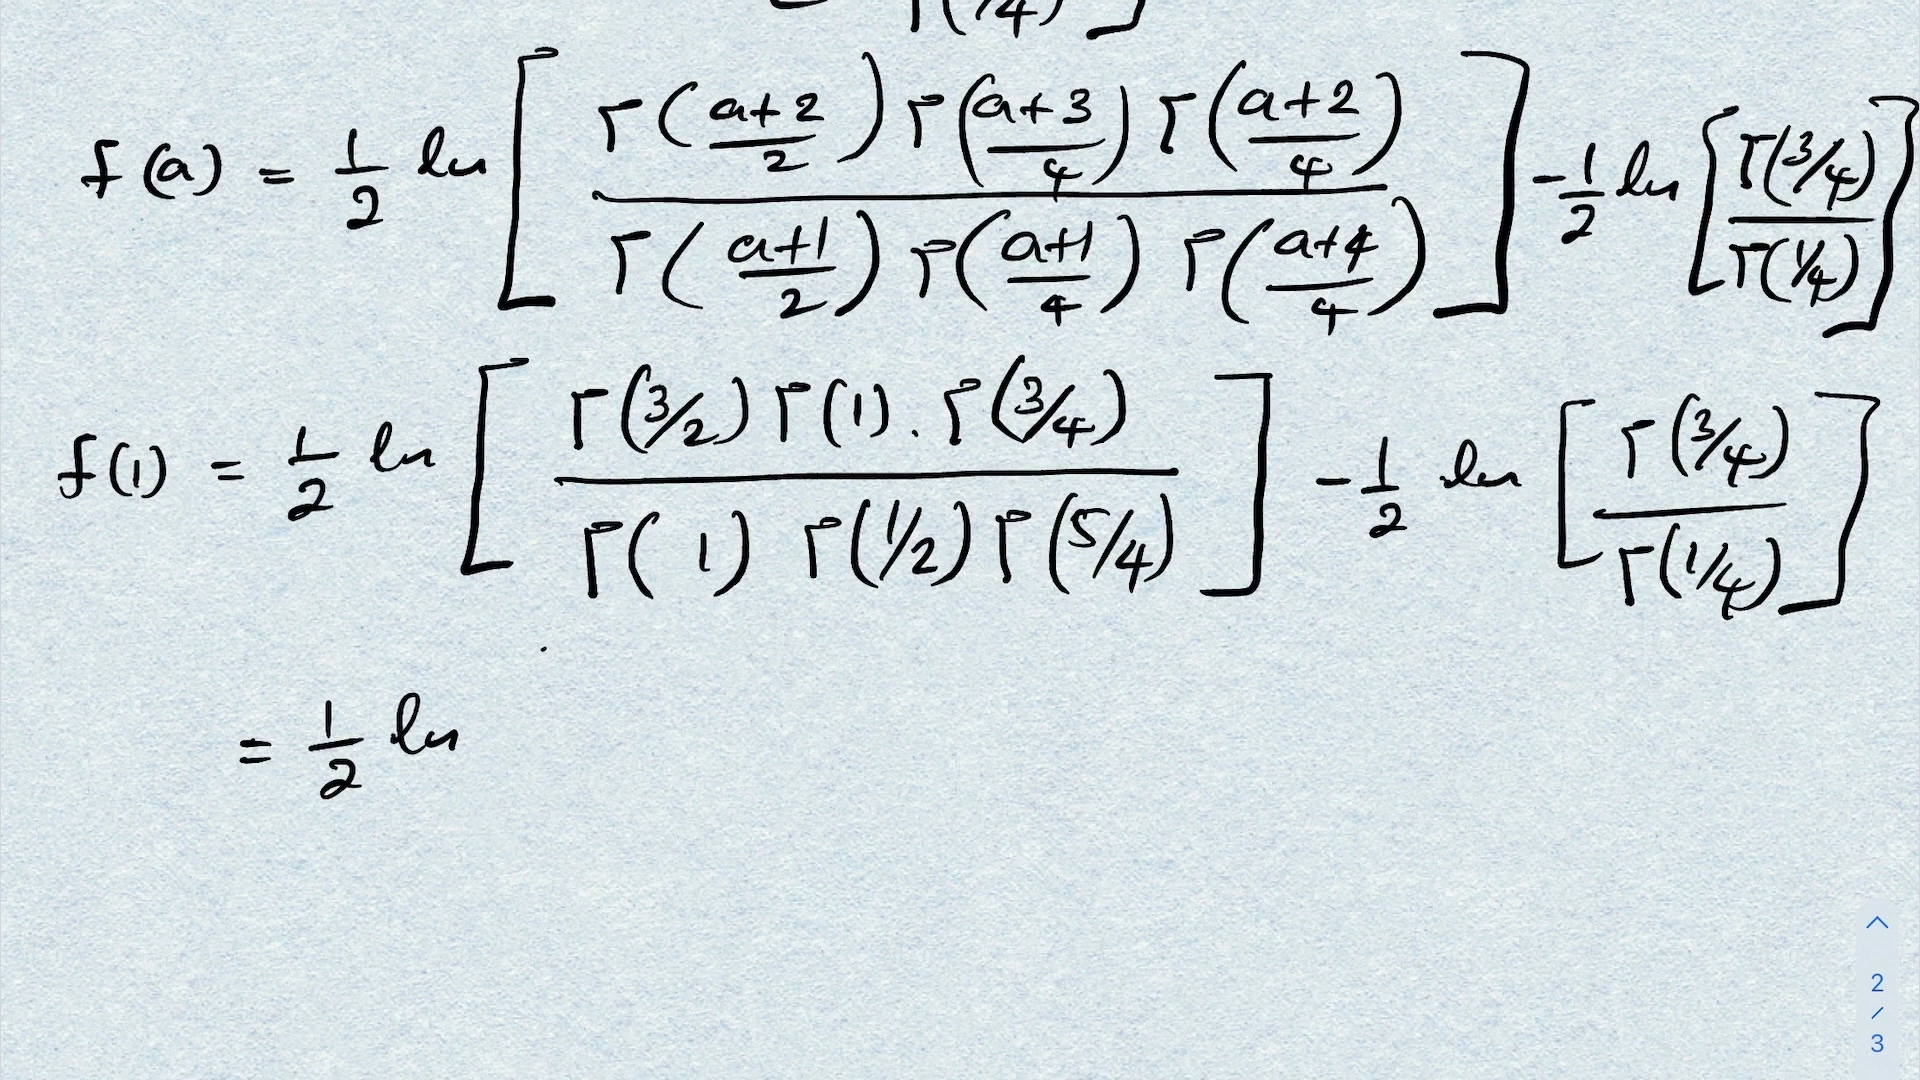 Γ(1/4) ]
f(a) = 1/2 ln [ Γ((a+2)/2) Γ((a+3)/4) Γ((a+2)/4) / Γ((a+1)/2) Γ((a+1)/4) Γ((a+4)/4) ] - 1/2 ln [ Γ(3/4) / Γ(1/4) ]
f(1) = 1/2 ln [ Γ(3/2) Γ(1) . Γ(3/4) / Γ(1) Γ(1/2) Γ(5/4) ] - 1/2 ln [ Γ(3/4) / Γ(1/4) ]
= 1/2 ln
2
/
3